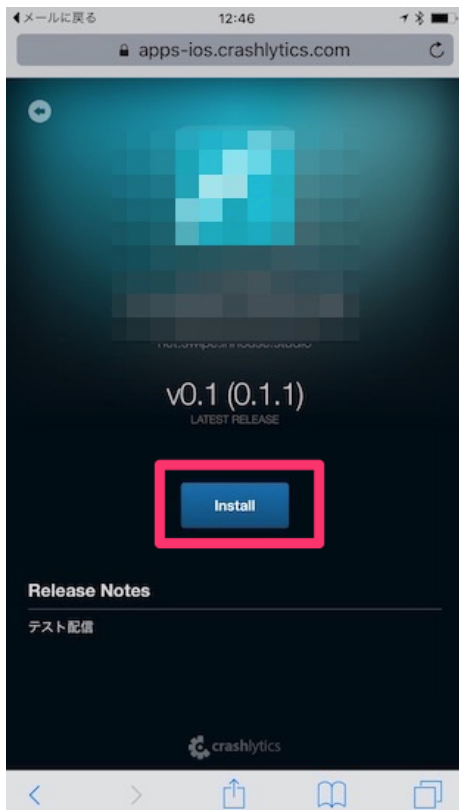 メールに戻る 12:46
apps-ios.crashlytics.com
v0.1 (0.1.1)
LATEST RELEASE
Install
Release Notes
テスト配信
crashlytics